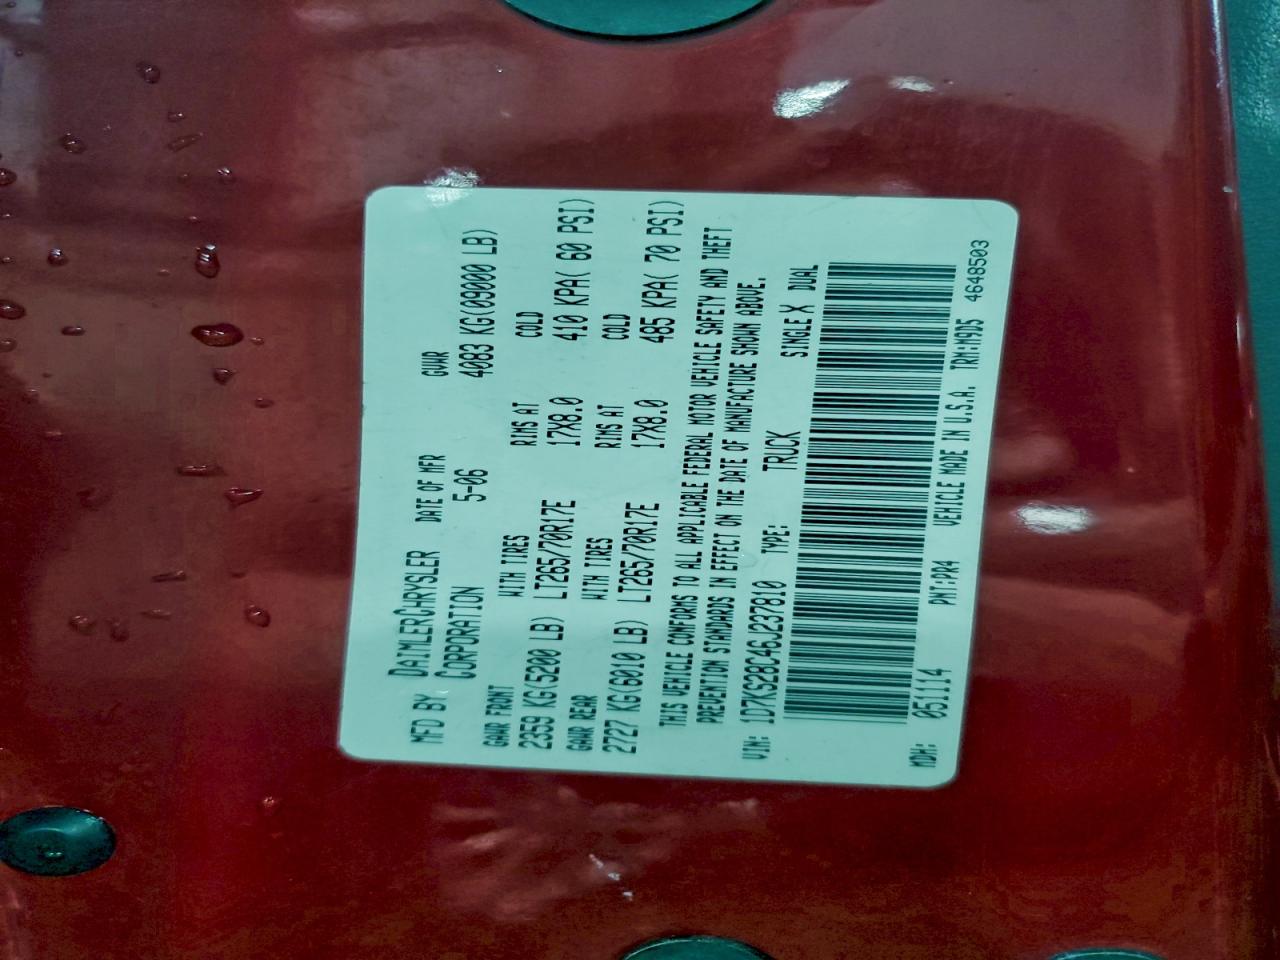 MFD BY DAIMLERCHRYSLER CORPORATION DATE OF MFR 5-06 GVWR 4083 KG(09000 LB)
GAWR FRONT WITH TIRES RIMS AT COLD
2359 KG(5200 LB) LT265/70R17E 17X8.0 410 KPA( 60 PSI)
GAWR REAR WITH TIRES RIMS AT COLD
2727 KG(6010 LB) LT265/70R17E 17X8.0 485 KPA( 70 PSI)
THIS VEHICLE CONFORMS TO ALL APPLICABLE FEDERAL MOTOR VEHICLE SAFETY AND THEFT
PREVENTION STANDARDS IN EFFECT ON THE DATE OF MANUFACTURE SHOWN ABOVE.
VIN: 1D7KS28C46J237810 TYPE: TRUCK SINGLE X DUAL
MDH: 051114 PNT:PR4 VEHICLE MADE IN U.S.A. TRM:M9D5 4648503